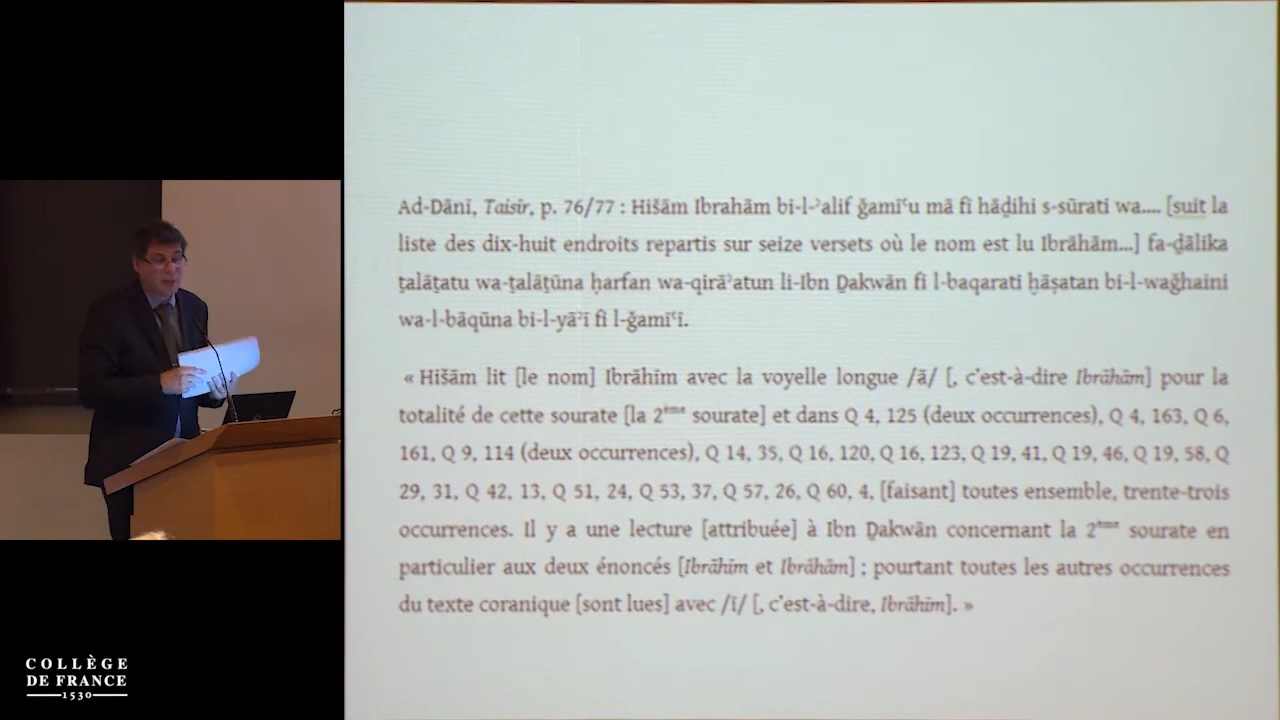 Ad-Dānī, Taisīr, p. 76/77 : Hišām Ibrahām bi-l-ʾalif ǧamīʿu mā fī hāḏihi s-sūrati wa.... [suit la
liste des dix-huit endroits repartis sur seize versets où le nom est lu Ibrāhām...] fa-ḏālika
ṯalāṯatu wa-ṯalāṯūna ḥarfan wa-qirāʾatun li-Ibn Ḏakwān fī l-baqarati ḫāṣatan bi-l-waǧhaini
wa-l-bāqūna bi-l-yāʾī fī l-ǧamīʿi.
« Hišām lit [le nom] Ibrāhīm avec la voyelle longue /ā/ [, c’est-à-dire Ibrāhām] pour la
totalité de cette sourate [la 2ème sourate] et dans Q 4, 125 (deux occurrences), Q 4, 163, Q 6,
161, Q 9, 114 (deux occurrences), Q 14, 35, Q 16, 120, Q 16, 123, Q 19, 41, Q 19, 46, Q 19, 58, Q
29, 31, Q 42, 13, Q 51, 24, Q 53, 37, Q 57, 26, Q 60, 4, [faisant] toutes ensemble, trente-trois
occurrences. Il y a une lecture [attribuée] à Ibn Ḏakwān concernant la 2ème sourate en
particulier aux deux énoncés [Ibrāhīm et Ibrāhām] ; pourtant toutes les autres occurrences
du texte coranique [sont lues] avec /ī/ [, c’est-à-dire, Ibrāhīm]. »
COLLÈGE
DE FRANCE
1530